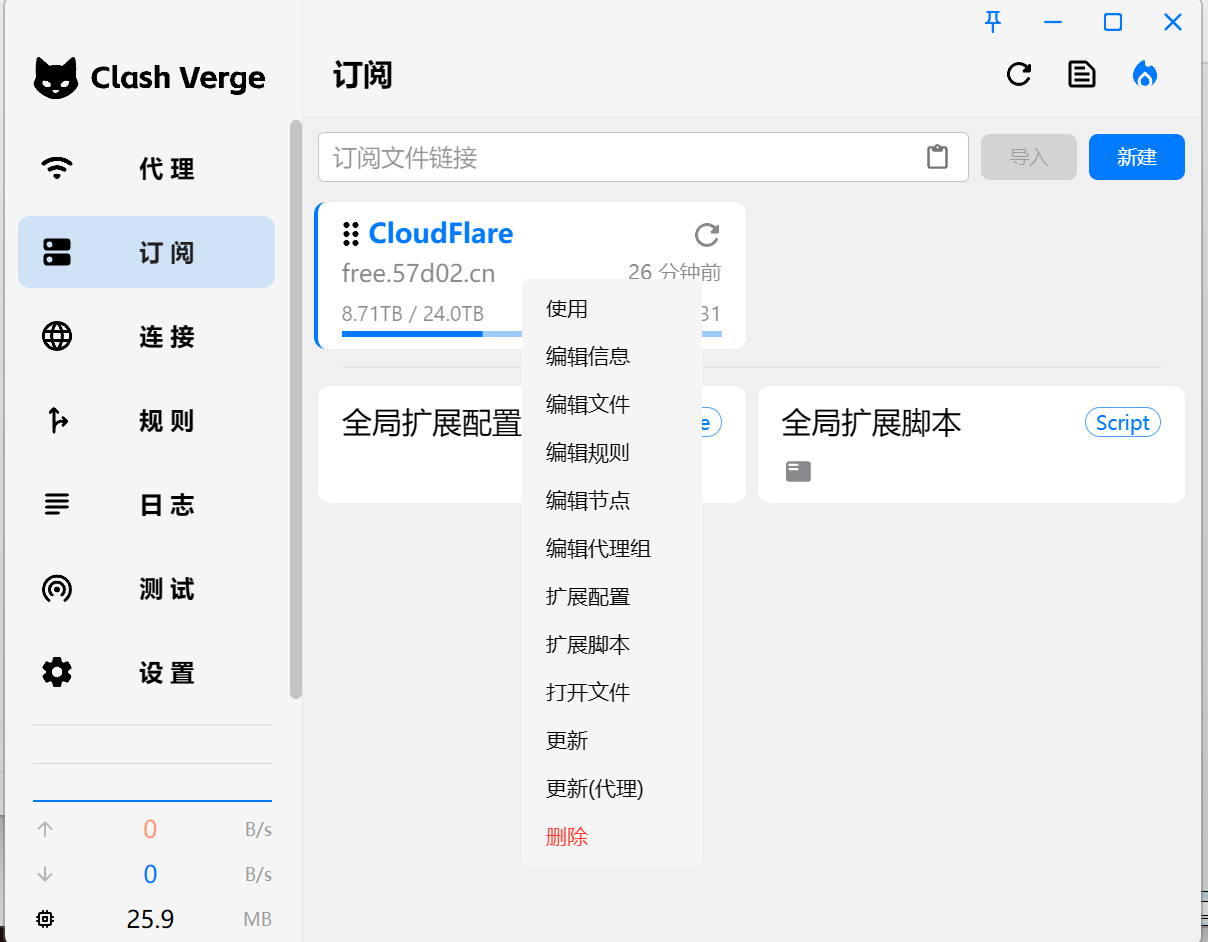 Clash Verge
订阅
代理
订阅
连接
规则
日志
测试
设置
0 B/s
0 B/s
25.9 MB
订阅文件链接
导入
新建
CloudFlare
free.57d02.cn
26 分钟前
8.71TB / 24.0TB
31
全局扩展配置
e
全局扩展脚本
Script
使用
编辑信息
编辑文件
编辑规则
编辑节点
编辑代理组
扩展配置
扩展脚本
打开文件
更新
更新(代理)
删除